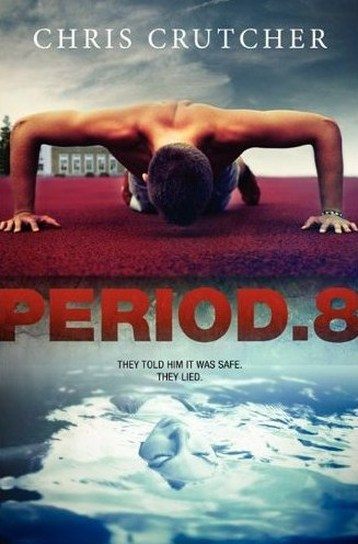 CHRIS CRUTCHER
PERIOD.8
THEY TOLD HIM IT WAS SAFE.
THEY LIED.